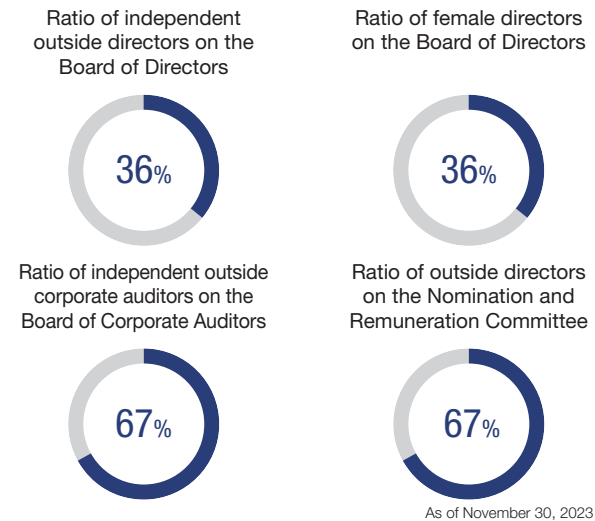 Ratio of independent
outside directors on the
Board of Directors
36%
Ratio of female directors
on the Board of Directors
36%
Ratio of independent outside
corporate auditors on the
Board of Corporate Auditors
67%
Ratio of outside directors
on the Nomination and
Remuneration Committee
67%
As of November 30, 2023